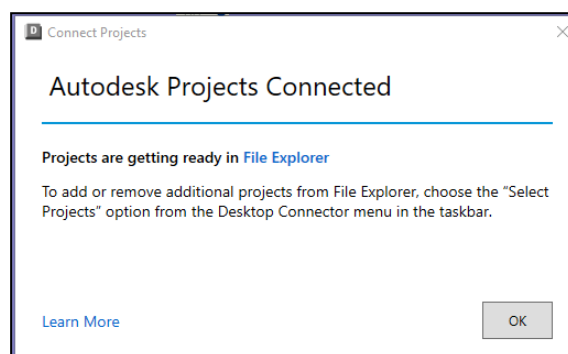 D Connect Projects
Autodesk Projects Connected
Projects are getting ready in File Explorer
To add or remove additional projects from File Explorer, choose the "Select
Projects" option from the Desktop Connector menu in the taskbar.
Learn More
OK